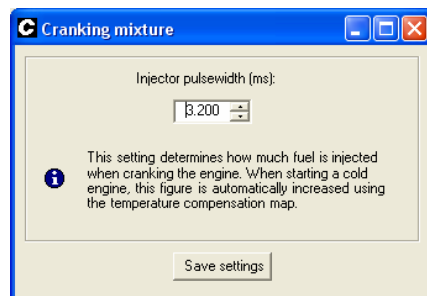 C Cranking mixture
Injector pulsewidth (ms):
3.200
This setting determines how much fuel is injected
when cranking the engine. When starting a cold
engine, this figure is automatically increased using
the temperature compensation map.
Save settings